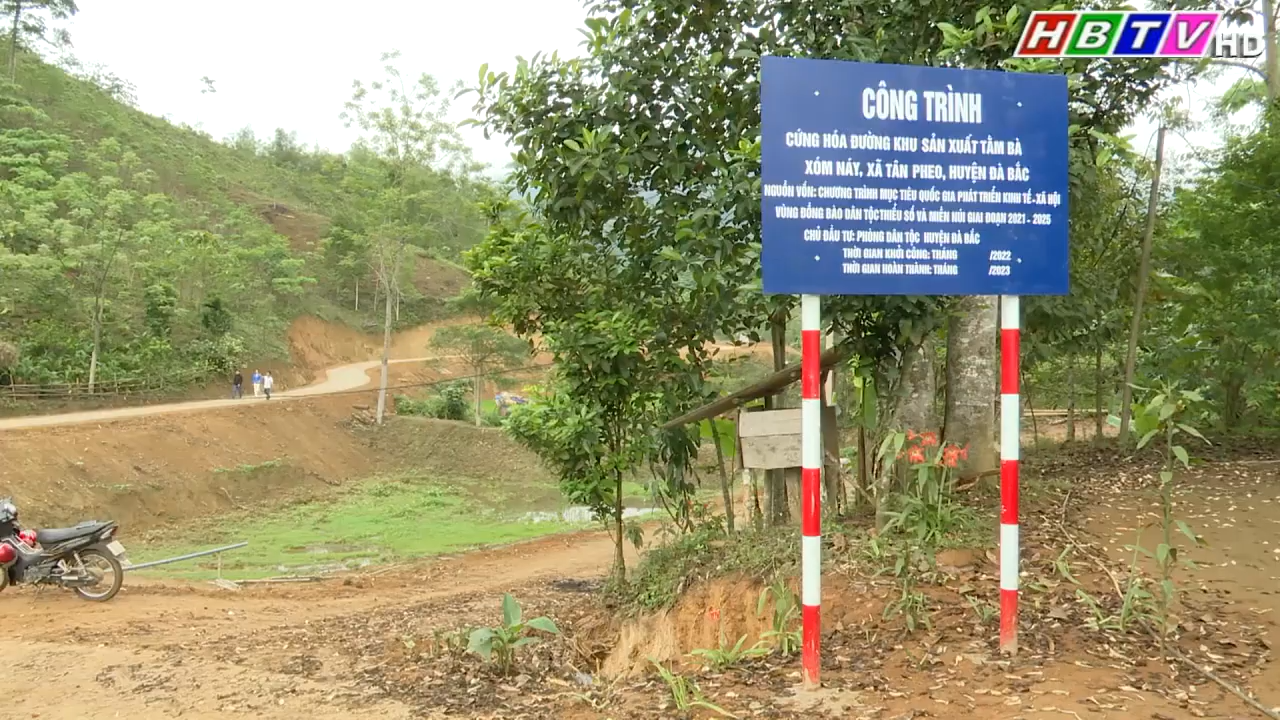 HBTV HD
CÔNG TRÌNH
CỨNG HÓA ĐƯỜNG KHU SẢN XUẤT TẰM BÀ
XÓM NÁY, XÃ TÂN PHEO, HUYỆN ĐÀ BẮC
NGUỒN VỐN: CHƯƠNG TRÌNH MỤC TIÊU QUỐC GIA PHÁT TRIỂN KINH TẾ - XÃ HỘI
VÙNG ĐỒNG BÀO DÂN TỘC THIỂU SỐ VÀ MIỀN NÚI GIAI ĐOẠN 2021 - 2025
CHỦ ĐẦU TƯ: PHÒNG DÂN TỘC HUYỆN ĐÀ BẮC
THỜI GIAN KHỞI CÔNG: THÁNG /2022
THỜI GIAN HOÀN THÀNH: THÁNG /2023